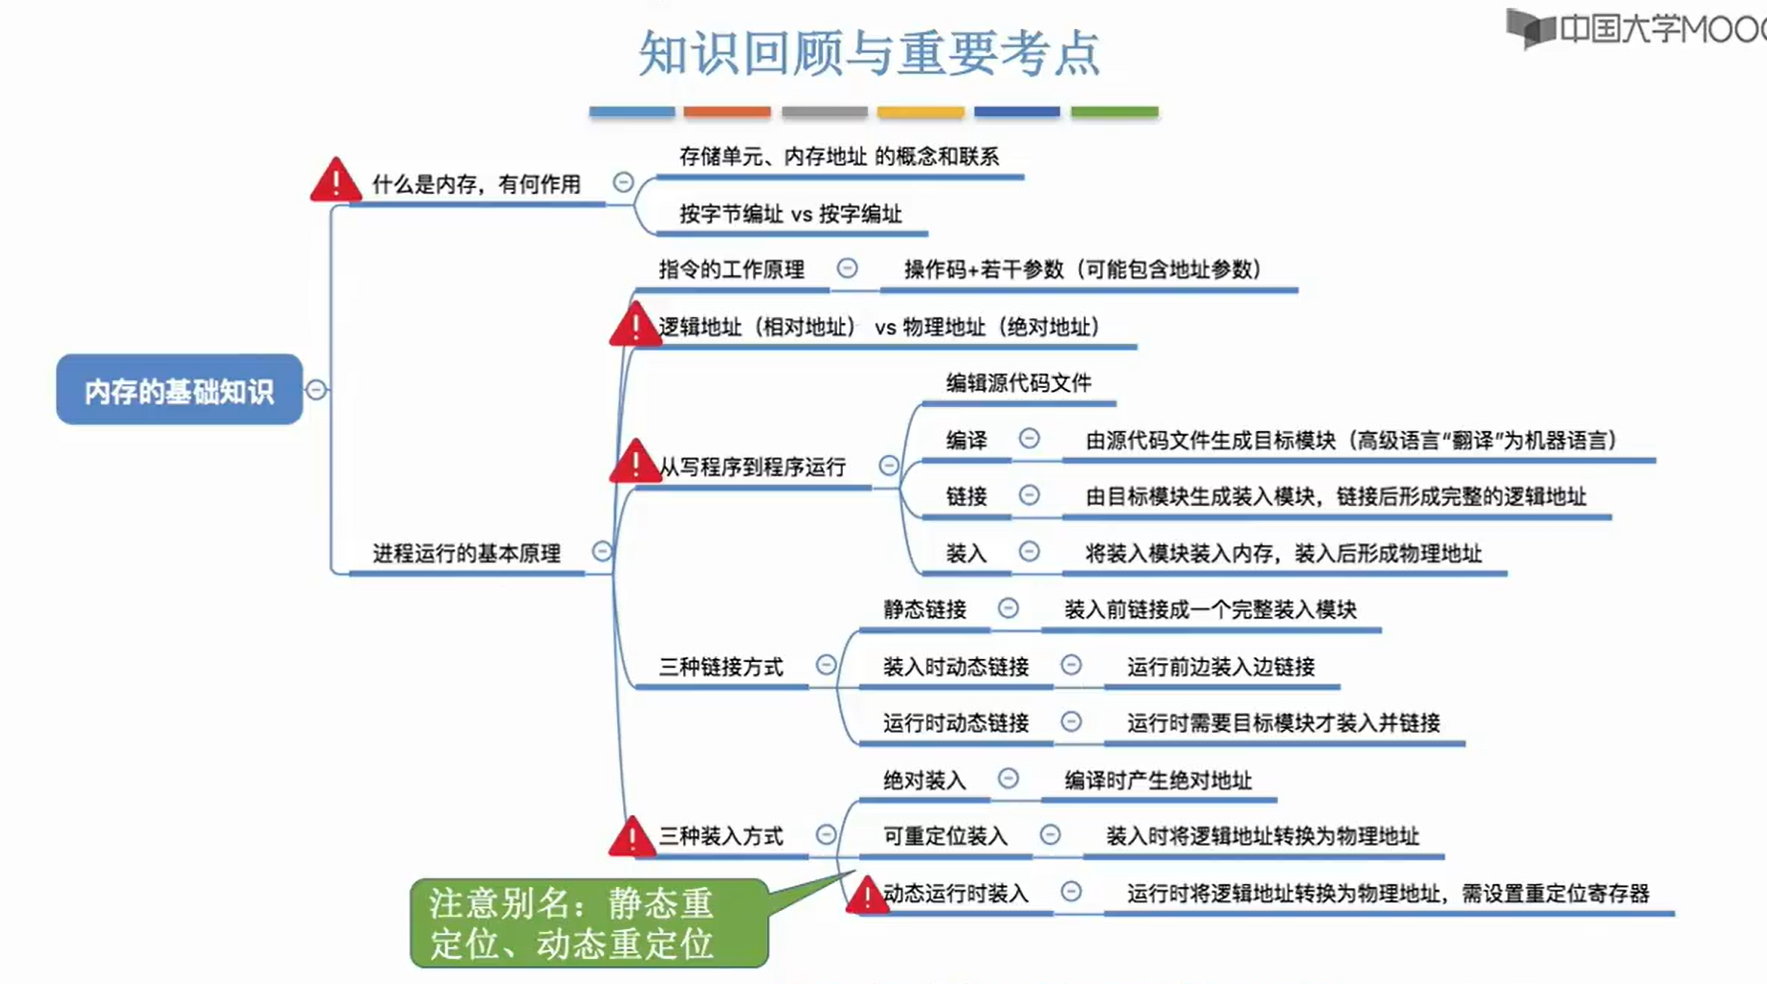 中国大学MOOC
知识回顾与重要考点
什么是内存，有何作用
存储单元、内存地址 的概念和联系
按字节编址 vs 按字编址
内存的基础知识
进程运行的基本原理
指令的工作原理
操作码+若干参数（可能包含地址参数）
逻辑地址（相对地址） vs 物理地址（绝对地址）
从写程序到程序运行
编辑源代码文件
编译
由源代码文件生成目标模块（高级语言“翻译”为机器语言）
链接
由目标模块生成装入模块，链接后形成完整的逻辑地址
装入
将装入模块装入内存，装入后形成物理地址
三种链接方式
静态链接
装入前链接成一个完整装入模块
装入时动态链接
运行前边装入边链接
运行时动态链接
运行时需要目标模块才装入并链接
三种装入方式
绝对装入
编译时产生绝对地址
可重定位装入
装入时将逻辑地址转换为物理地址
动态运行时装入
运行时将逻辑地址转换为物理地址，需设置重定位寄存器
注意别名：静态重
定位、动态重定位